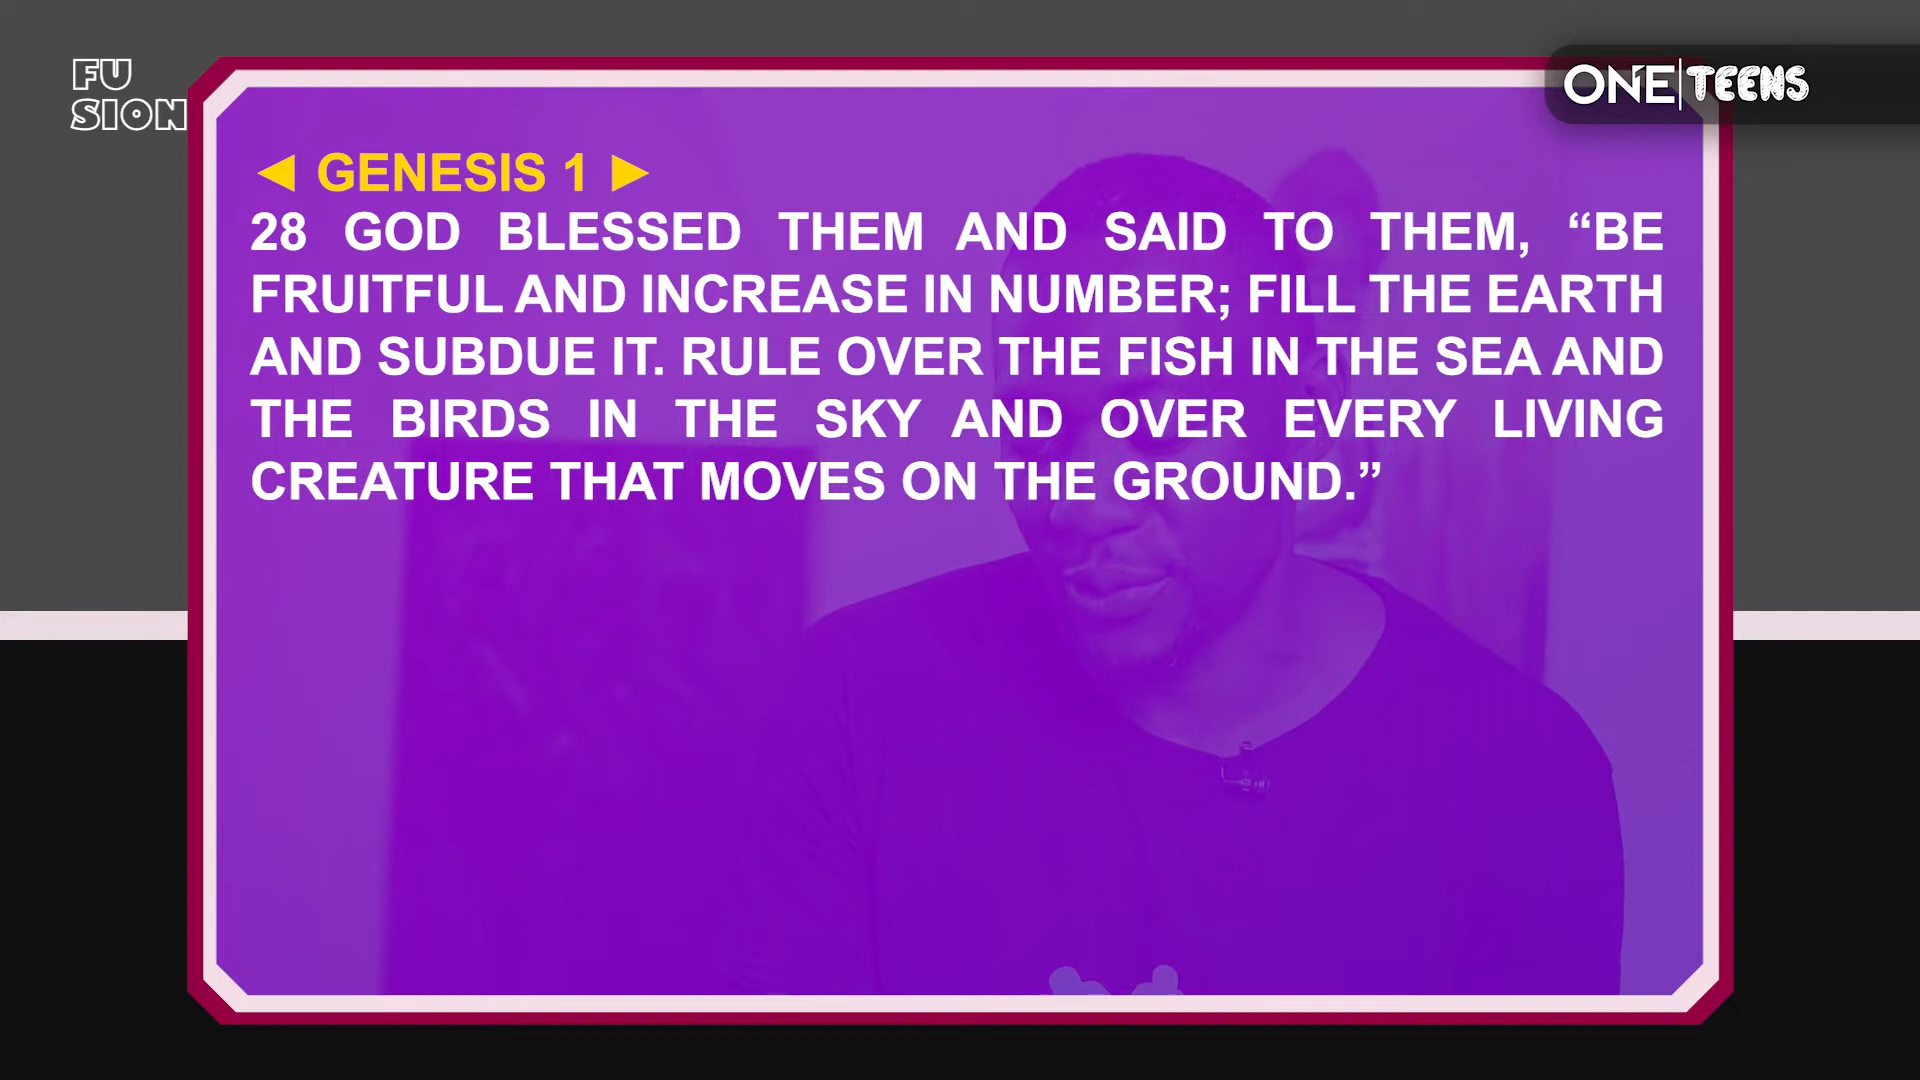 FU
SION
ONE|TEENS
◄ GENESIS 1 ►
28 GOD BLESSED THEM AND SAID TO THEM, “BE
FRUITFUL AND INCREASE IN NUMBER; FILL THE EARTH
AND SUBDUE IT. RULE OVER THE FISH IN THE SEA AND
THE BIRDS IN THE SKY AND OVER EVERY LIVING
CREATURE THAT MOVES ON THE GROUND.”